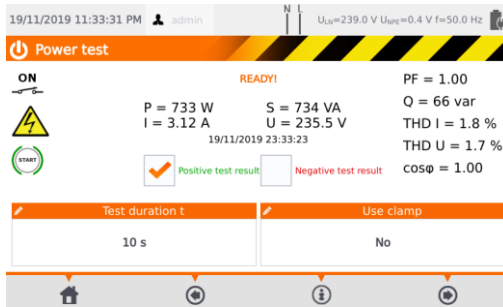 19/11/2019 11:33:31 PM admin N L U_LN=239.0 V U_NPE=0.4 V f=50.0 Hz
Power test
ON
READY!
PF = 1.00
P = 733 W S = 734 VA
Q = 66 var
I = 3.12 A U = 235.5 V
THD I = 1.8 %
19/11/2019 23:33:23
THD U = 1.7 %
START
Positive test result Negative test result
cosφ = 1.00
Test duration t Use clamp
10 s No